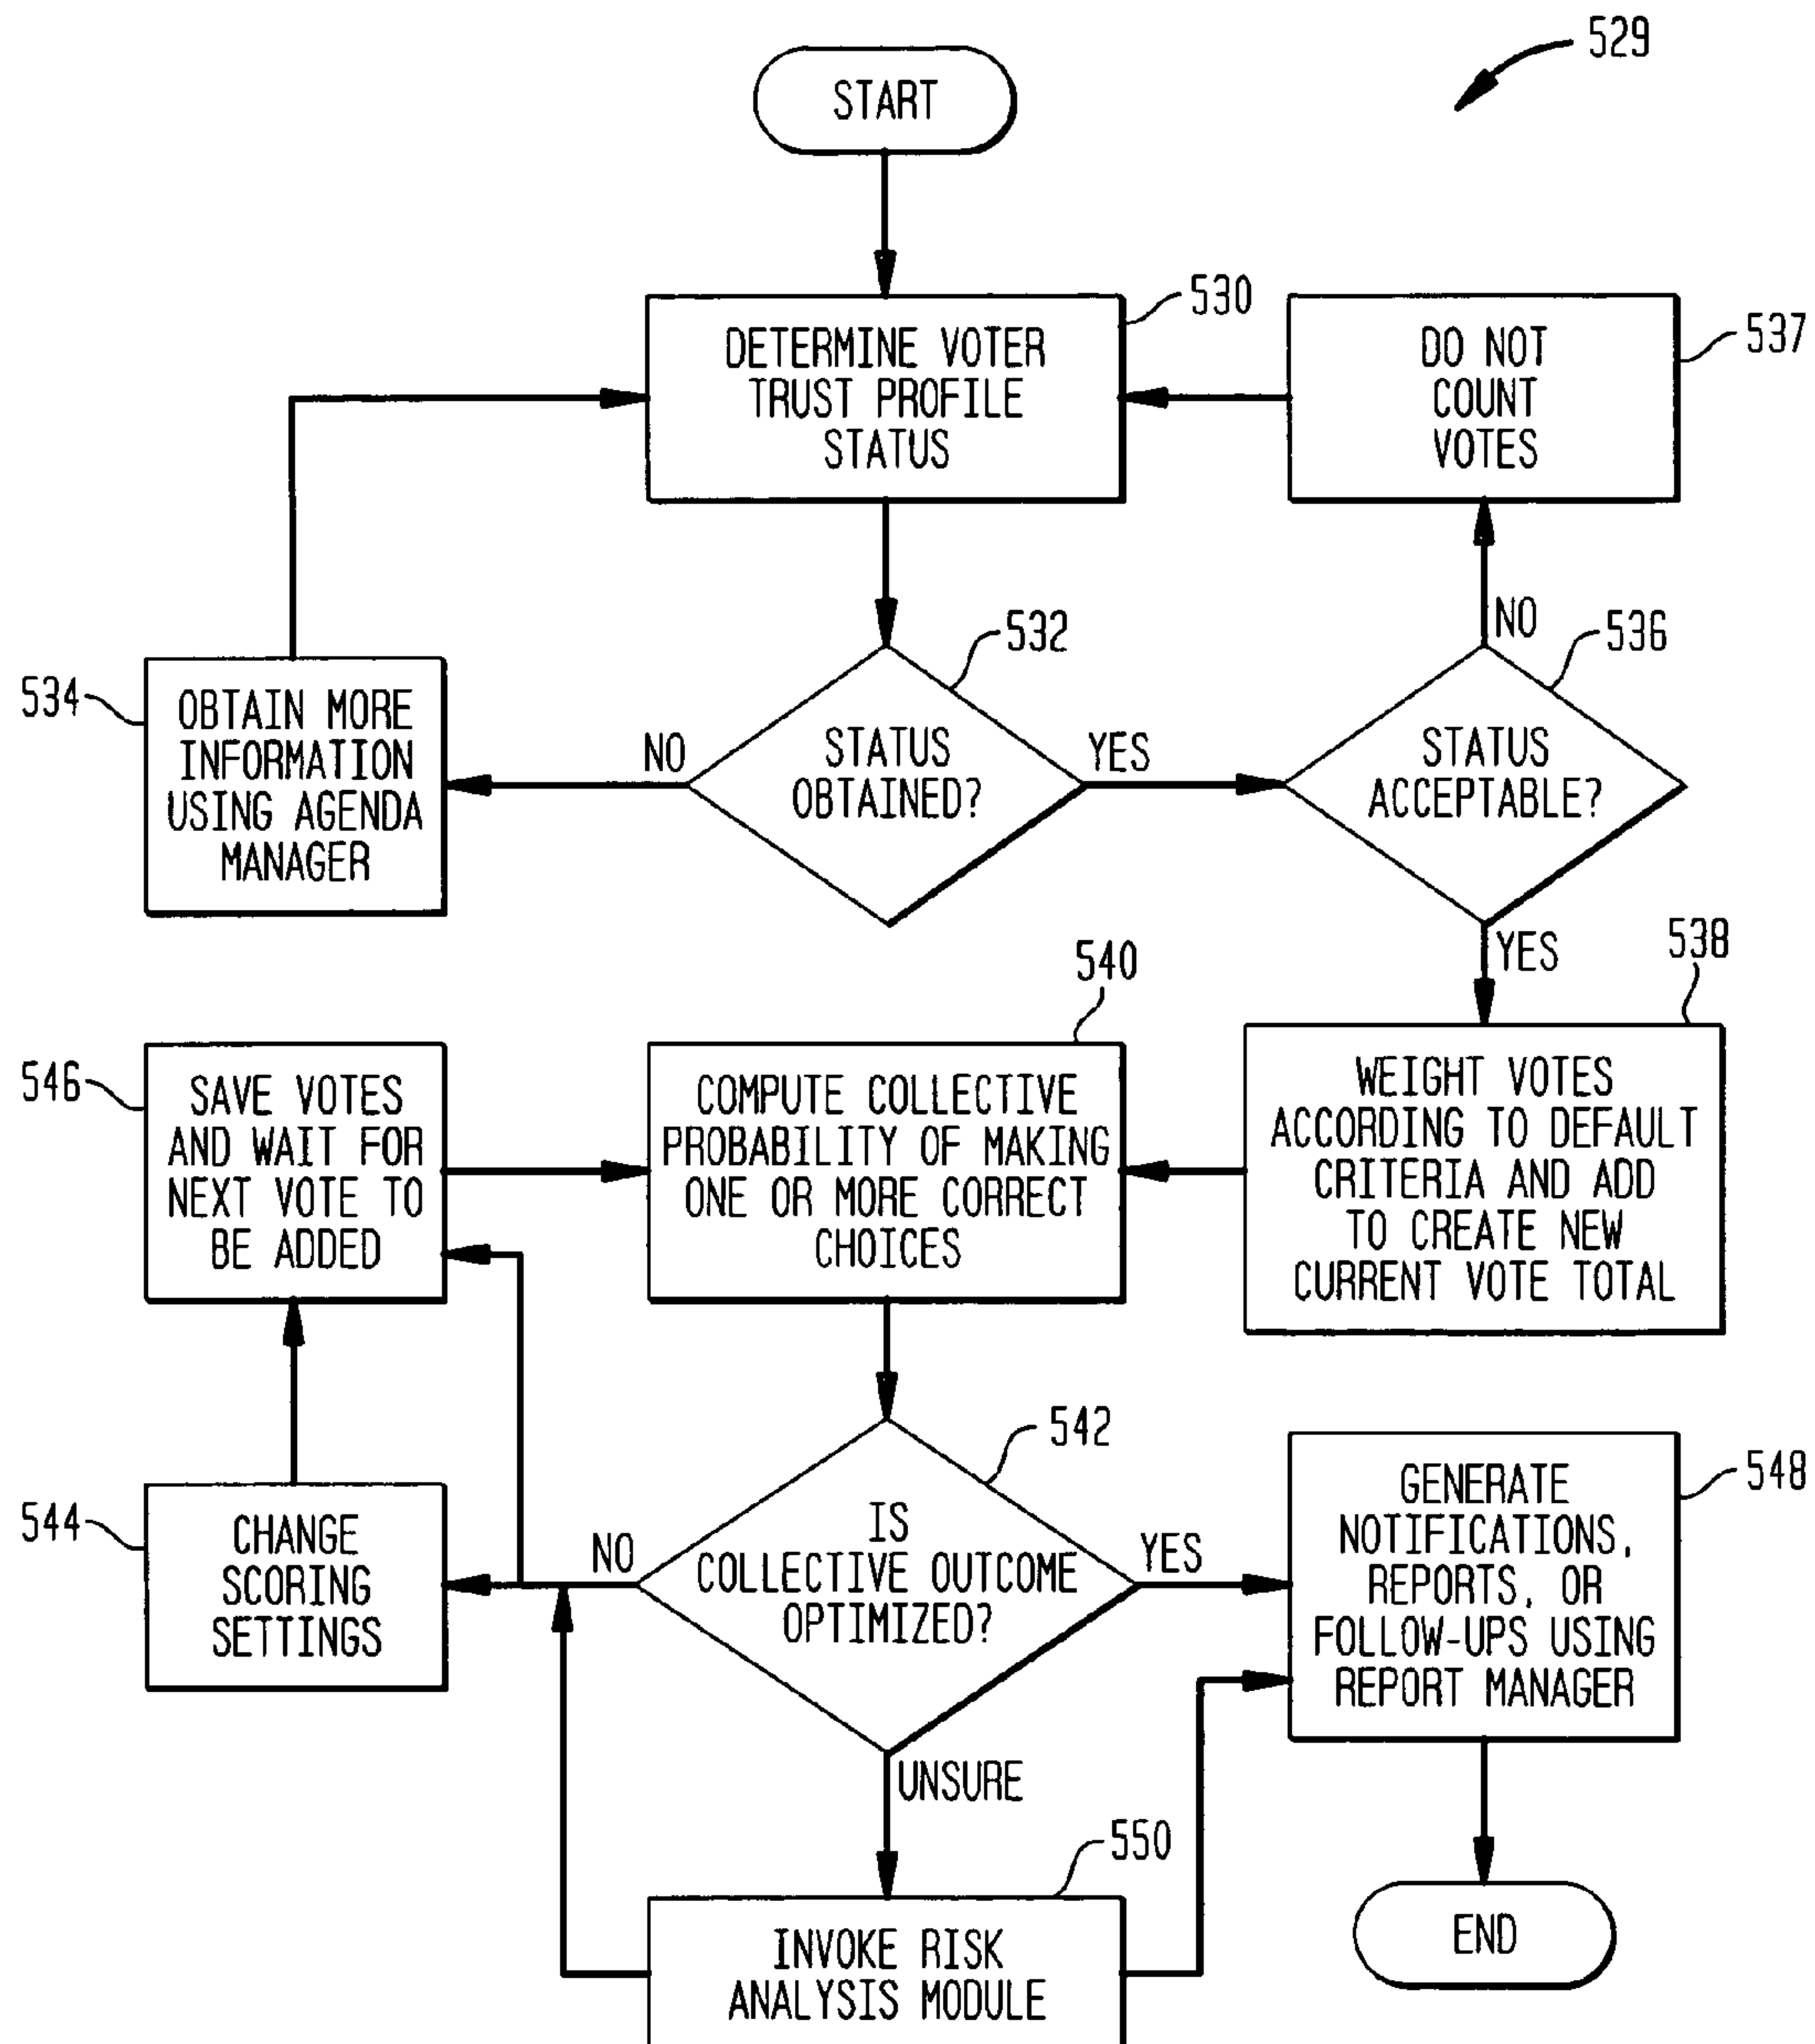 529
START
530
DETERMINE VOTER
TRUST PROFILE
STATUS
537
DO NOT
COUNT
VOTES
534
OBTAIN MORE
INFORMATION
USING AGENDA
MANAGER
NO
532
STATUS
OBTAINED?
YES
NO
536
STATUS
ACCEPTABLE?
YES
538
WEIGHT VOTES
ACCORDING TO DEFAULT
CRITERIA AND ADD
TO CREATE NEW
CURRENT VOTE TOTAL
540
COMPUTE COLLECTIVE
PROBABILITY OF MAKING
ONE OR MORE CORRECT
CHOICES
546
SAVE VOTES
AND WAIT FOR
NEXT VOTE TO
BE ADDED
544
CHANGE
SCORING
SETTINGS
NO
542
IS
COLLECTIVE OUTCOME
OPTIMIZED?
YES
UNSURE
548
GENERATE
NOTIFICATIONS,
REPORTS, OR
FOLLOW-UPS USING
REPORT MANAGER
550
INVOKE RISK
ANALYSIS MODULE
END